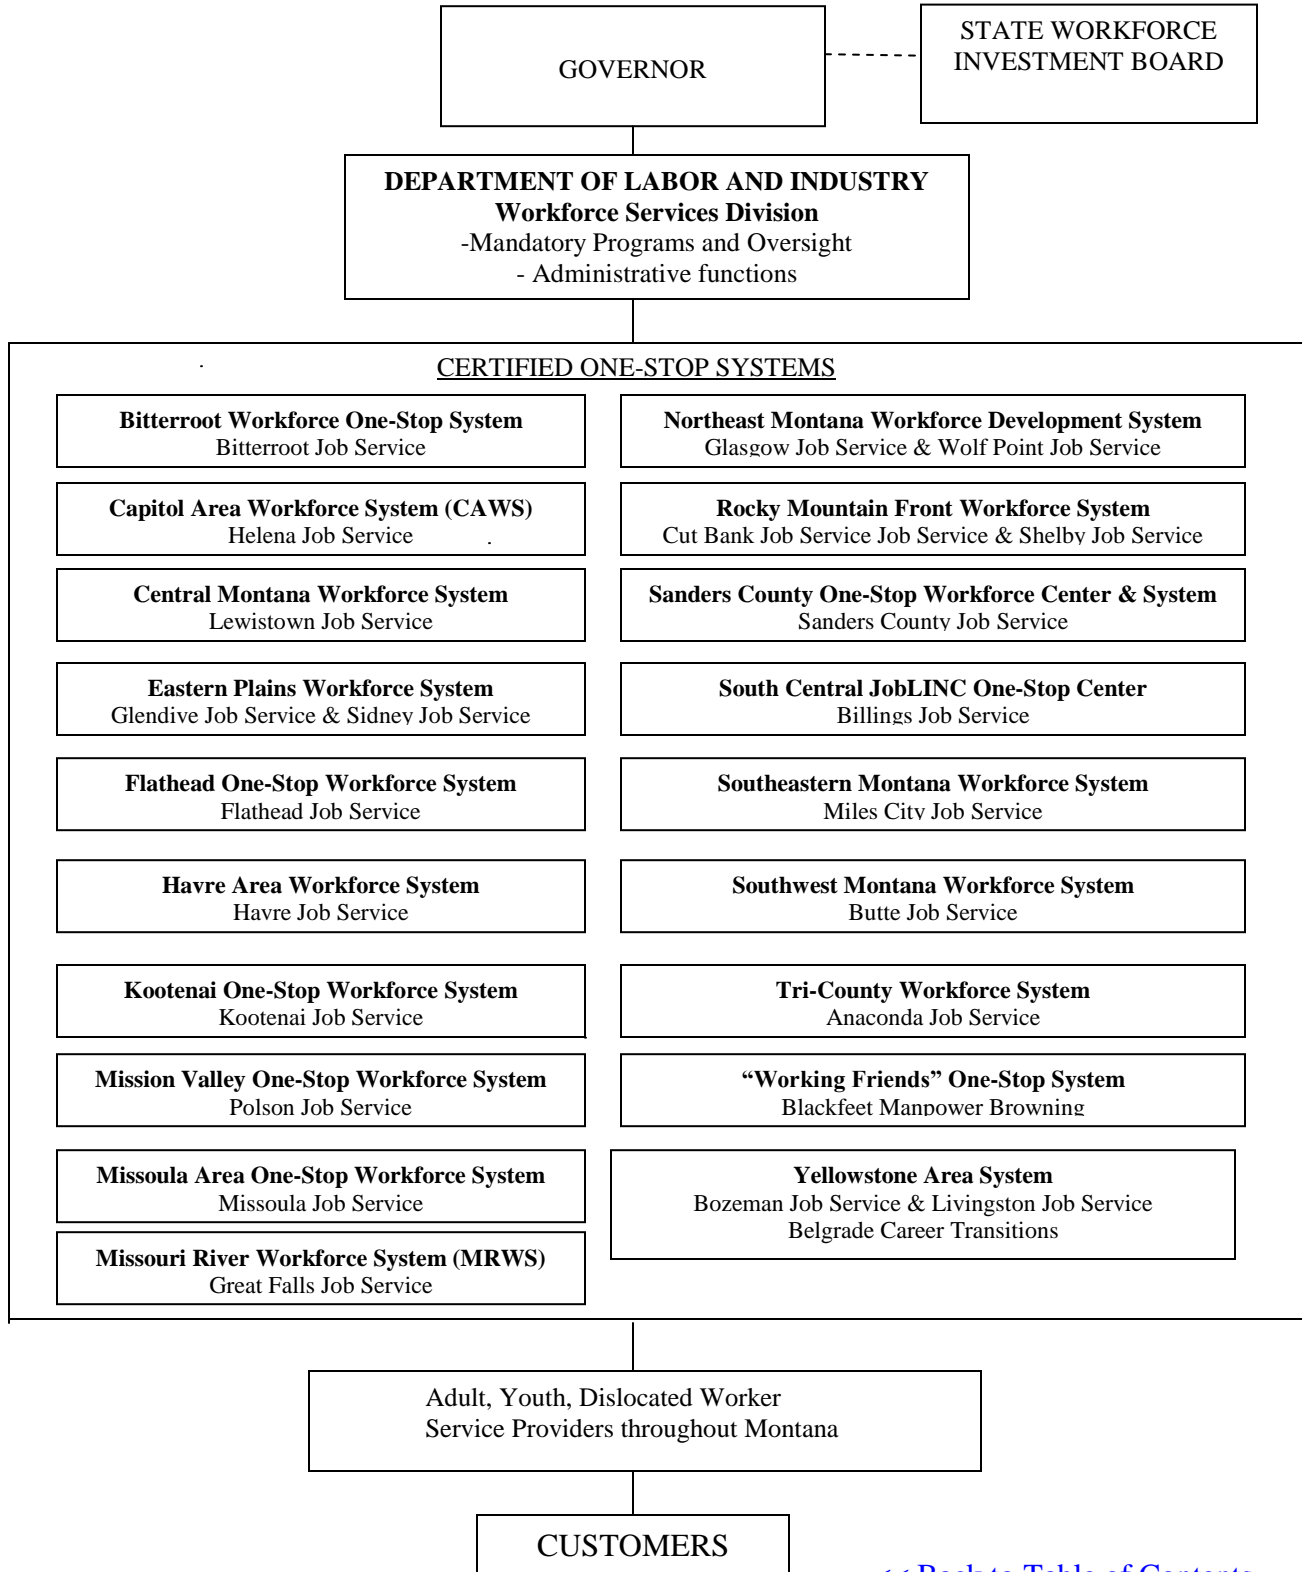 GOVERNOR
STATE WORKFORCE
INVESTMENT BOARD
DEPARTMENT OF LABOR AND INDUSTRY
Workforce Services Division
-Mandatory Programs and Oversight
- Administrative functions
CERTIFIED ONE-STOP SYSTEMS
Bitterroot Workforce One-Stop System
Bitterroot Job Service
Capitol Area Workforce System (CAWS)
Helena Job Service
Central Montana Workforce System
Lewistown Job Service
Eastern Plains Workforce System
Glendive Job Service & Sidney Job Service
Flathead One-Stop Workforce System
Flathead Job Service
Havre Area Workforce System
Havre Job Service
Kootenai One-Stop Workforce System
Kootenai Job Service
Mission Valley One-Stop Workforce System
Polson Job Service
Missoula Area One-Stop Workforce System
Missoula Job Service
Missouri River Workforce System (MRWS)
Great Falls Job Service
Northeast Montana Workforce Development System
Glasgow Job Service & Wolf Point Job Service
Rocky Mountain Front Workforce System
Cut Bank Job Service Job Service & Shelby Job Service
Sanders County One-Stop Workforce Center & System
Sanders County Job Service
South Central JobLINC One-Stop Center
Billings Job Service
Southeastern Montana Workforce System
Miles City Job Service
Southwest Montana Workforce System
Butte Job Service
Tri-County Workforce System
Anaconda Job Service
“Working Friends” One-Stop System
Blackfeet Manpower Browning
Yellowstone Area System
Bozeman Job Service & Livingston Job Service
Belgrade Career Transitions
Adult, Youth, Dislocated Worker
Service Providers throughout Montana
CUSTOMERS
<< Back to Table of Contents